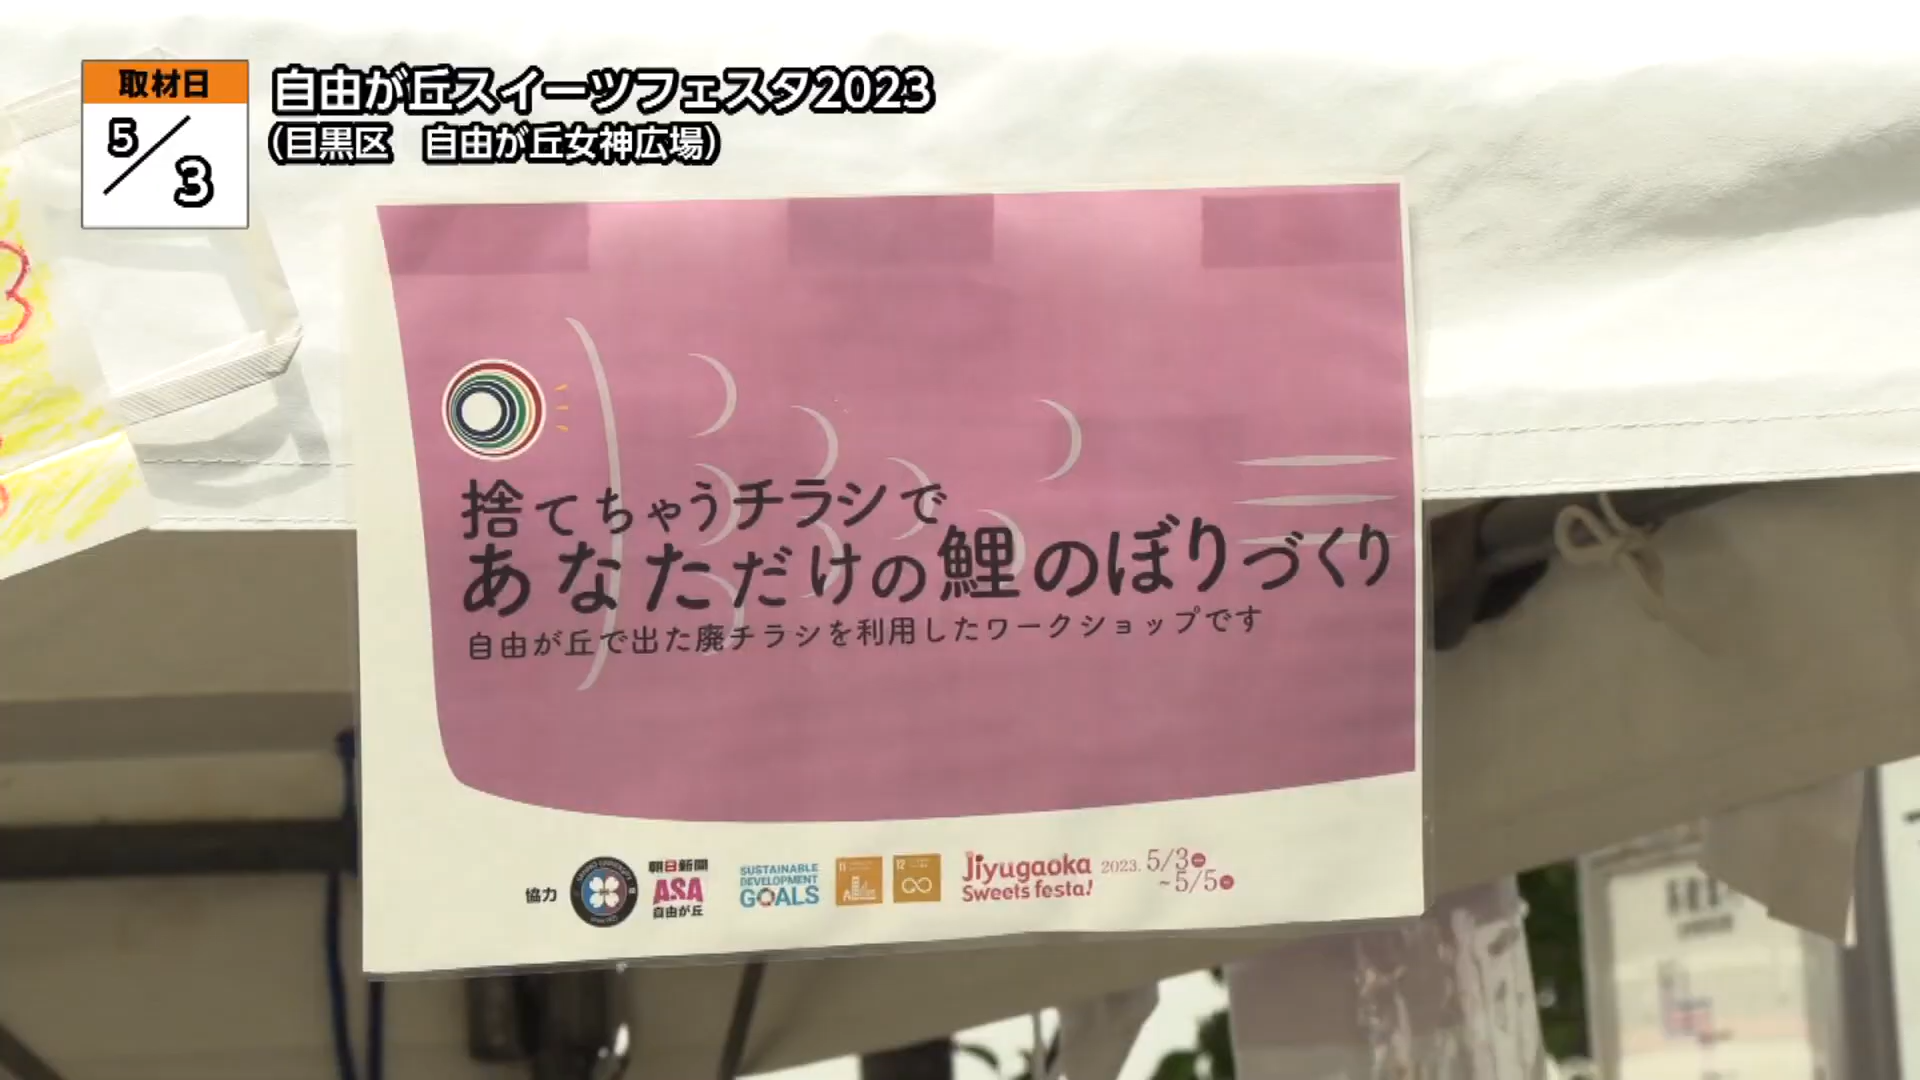 取材日
5/3
自由が丘スイーツフェスタ2023
（目黒区　自由が丘女神広場）
捨てちゃうチラシで
あなただけの鯉のぼりづくり
自由が丘で出た廃チラシを利用したワークショップです
協力
朝日新聞
ASA
自由が丘
SUSTAINABLE
DEVELOPMENT
GOALS
11
12
Jiyugaoka
Sweets festa!
2023. 5/3
~5/5